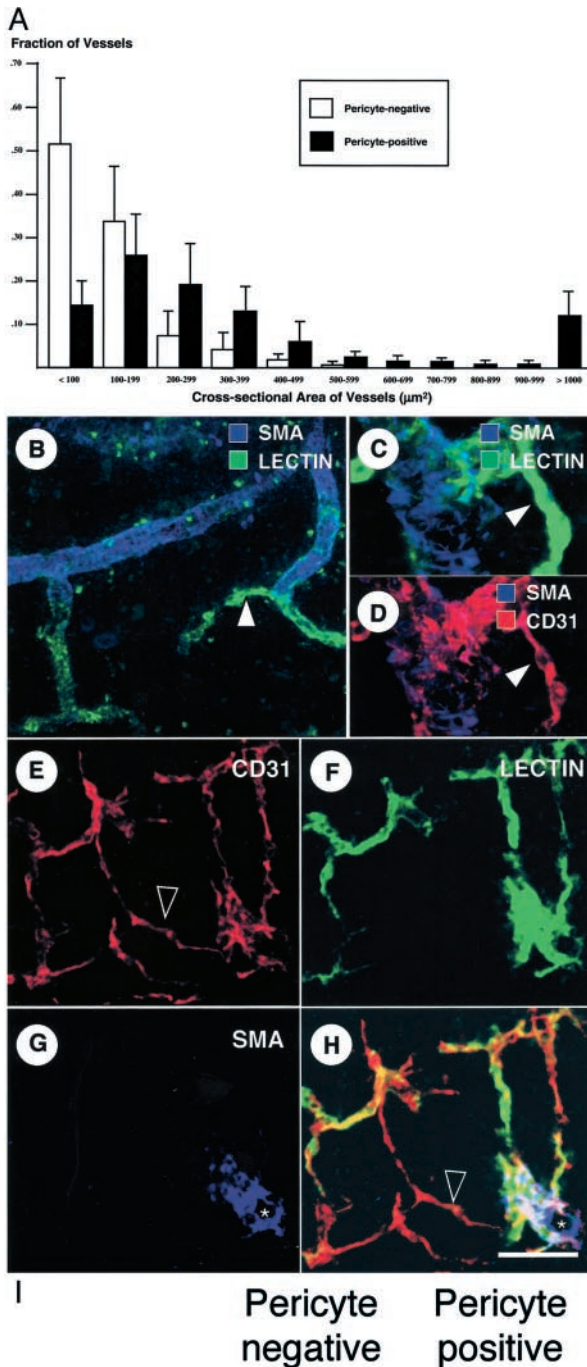 A
Fraction of Vessels
.70
.60
.50
.40
.30
.20
.10
Pericyte-negative
Pericyte-positive
< 100 100-199 200-299 300-399 400-499 500-599 600-699 700-799 800-899 900-999 > 1000
Cross-sectional Area of Vessels (µm²)
B SMA
LECTIN
C SMA
LECTIN
D SMA
CD31
E CD31
F LECTIN
G SMA
*
H
*
I Pericyte negative Pericyte positive